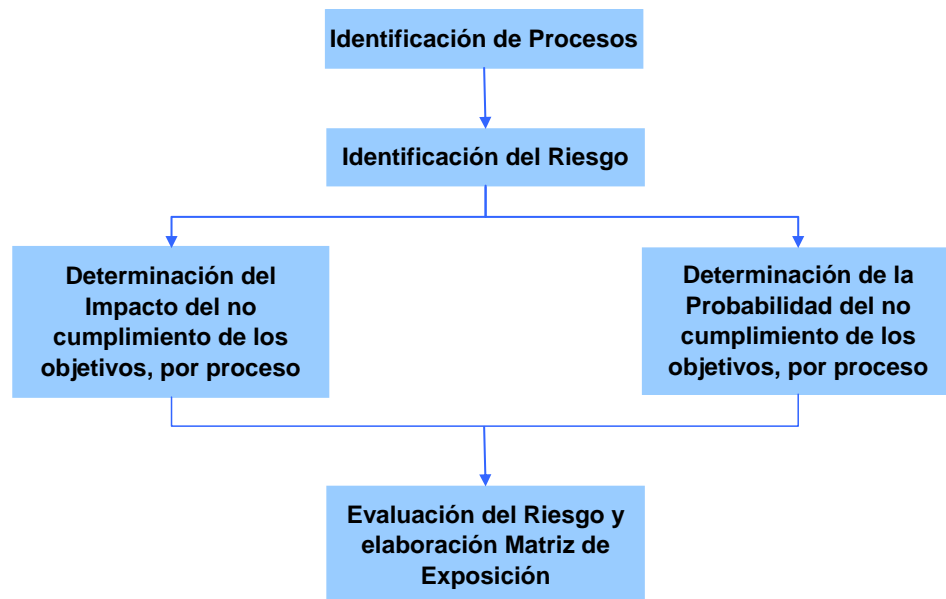 Identificación de Procesos
Identificación del Riesgo
Determinación del
Impacto del no
cumplimiento de los
objetivos, por proceso
Determinación de la
Probabilidad del no
cumplimiento de los
objetivos, por proceso
Evaluación del Riesgo y
elaboración Matriz de
Exposición